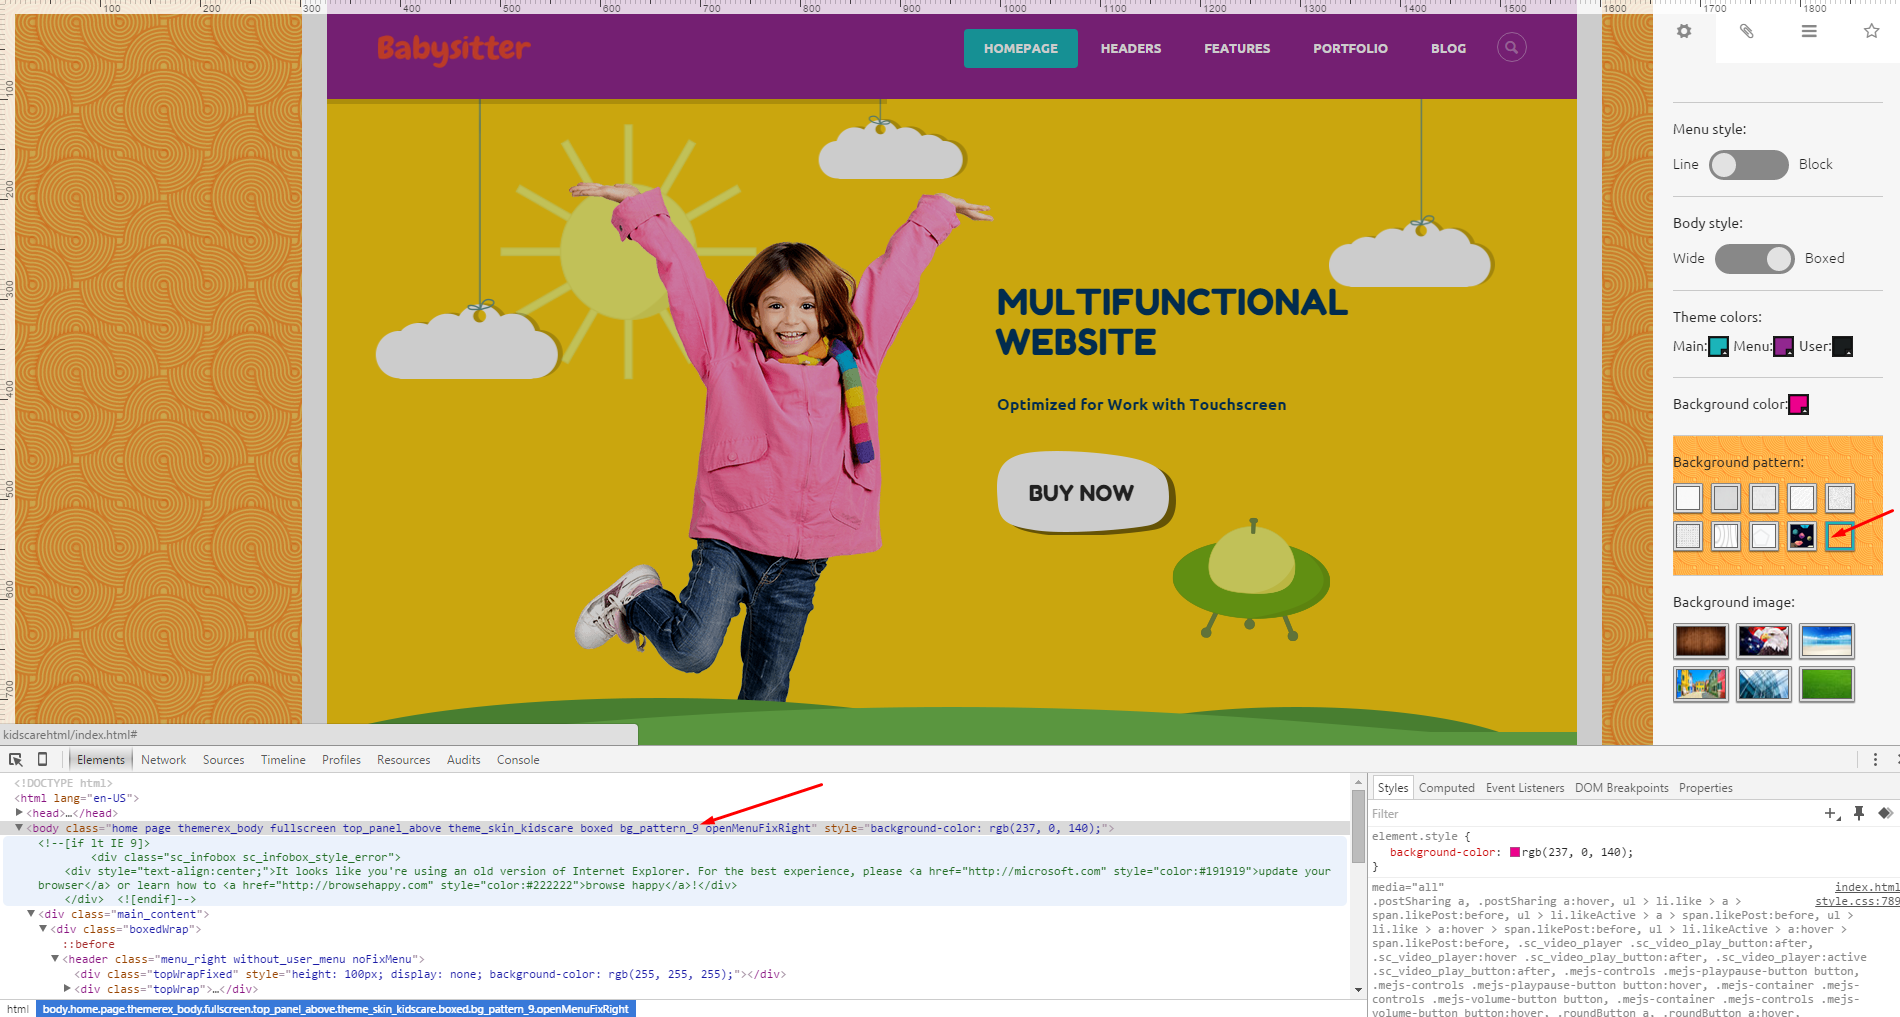 100 200 300 400 500 600 700 800 900 1000 1100 1200 1300 1400 1500 1600 1700 1800
100
200
300
400
500
600
700
Babysitter
HOMEPAGE HEADERS FEATURES PORTFOLIO BLOG
MULTIFUNCTIONAL
WEBSITE
Optimized for Work with Touchscreen
BUY NOW
Menu style:
Line Block
Body style:
Wide Boxed
Theme colors:
Main: Menu: User:
Background color:
Background pattern:
Background image:
kidscarehtml/index.html#
Elements Network Sources Timeline Profiles Resources Audits Console
<!DOCTYPE html>
<html lang="en-US">
<head>…</head>
<body class="home page themerex_body fullscreen top_panel_above theme_skin_kidscare boxed bg_pattern_9 openMenuFixRight" style="background-color: rgb(237, 0, 140);">
<!--[if lt IE 9]>
<div class="sc_infobox sc_infobox_style_error">
<div style="text-align:center;">It looks like you're using an old version of Internet Explorer. For the best experience, please <a href="http://microsoft.com" style="color:#191919">update your
browser</a> or learn how to <a href="http://browsehappy.com" style="color:#222222">browse happy</a>!</div>
</div> <![endif]-->
<div class="main_content">
<div class="boxedWrap">
::before
<header class="menu_right without_user_menu noFixMenu">
<div class="topWrapFixed" style="height: 100px; display: none; background-color: rgb(255, 255, 255);"></div>
<div class="topWrap">…</div>
html body.home.page.themerex_body.fullscreen.top_panel_above.theme_skin_kidscare.boxed.bg_pattern_9.openMenuFixRight
Styles Computed Event Listeners DOM Breakpoints Properties
Filter
element.style {
background-color: rgb(237, 0, 140);
}
media="all" index.html
.postSharing a, .postSharing a:hover, ul > li.like > a > style.css:789
span.likePost:before, ul > li.likeActive > a > span.likePost:before, ul >
li.like > a:hover > span.likePost:before, ul > li.likeActive > a:hover >
span.likePost:before, .sc_video_player .sc_video_play_button:after,
.sc_video_player:hover .sc_video_play_button:after, .sc_video_player:active
.sc_video_play_button:after, .mejs-controls .mejs-playpause-button button,
.mejs-controls .mejs-playpause-button button:hover, .mejs-container .mejs-
controls .mejs-volume-button button, .mejs-container .mejs-controls .mejs-
volume-button button:hover, .roundButton a, .roundButton a:hover,